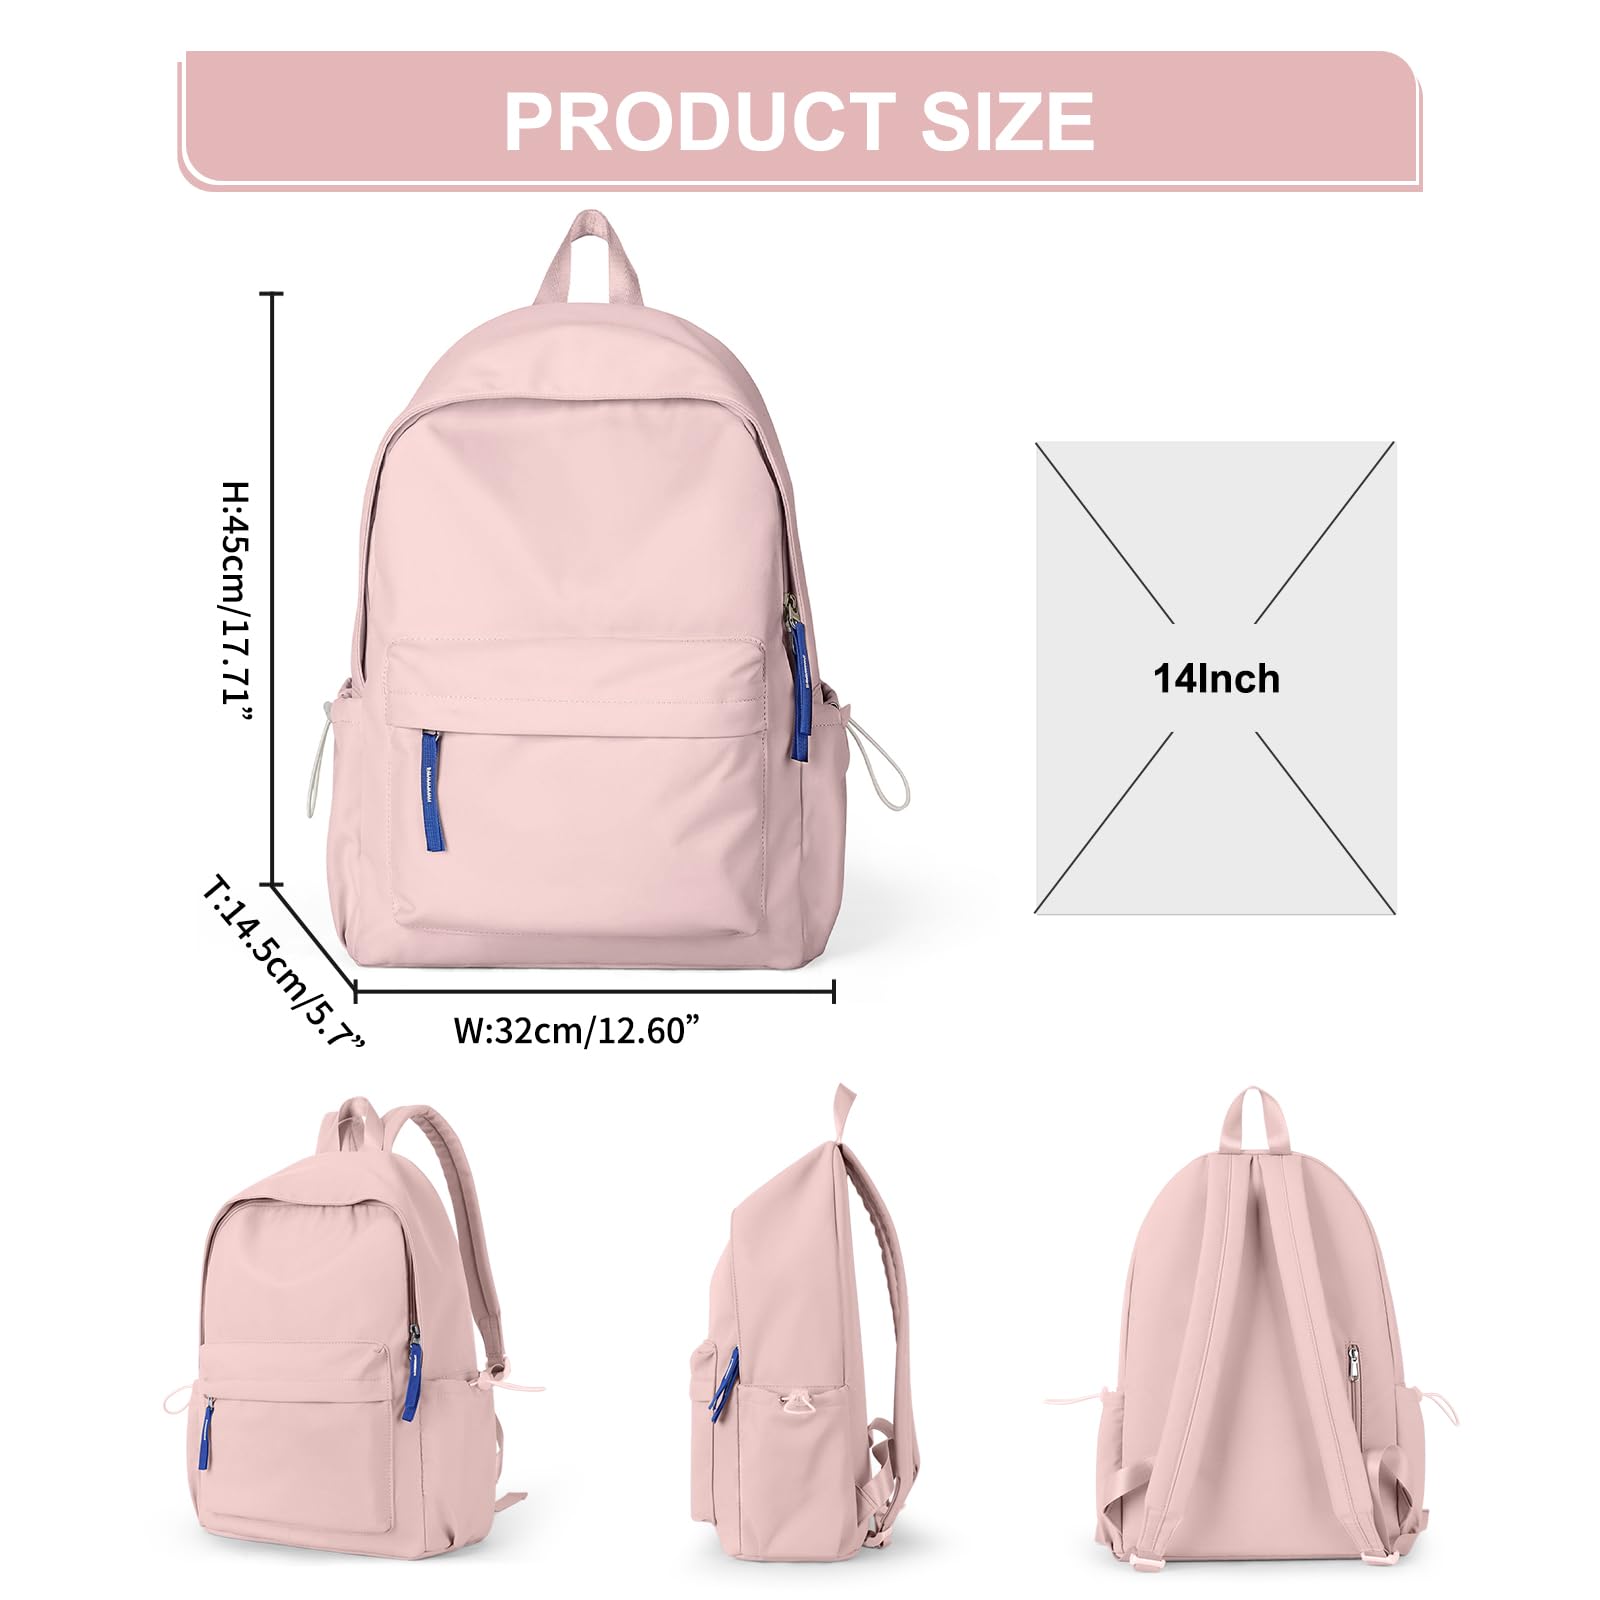 PRODUCT SIZE
H:45cm/17.71”
14Inch
T:14.5cm/5.7”
W:32cm/12.60”